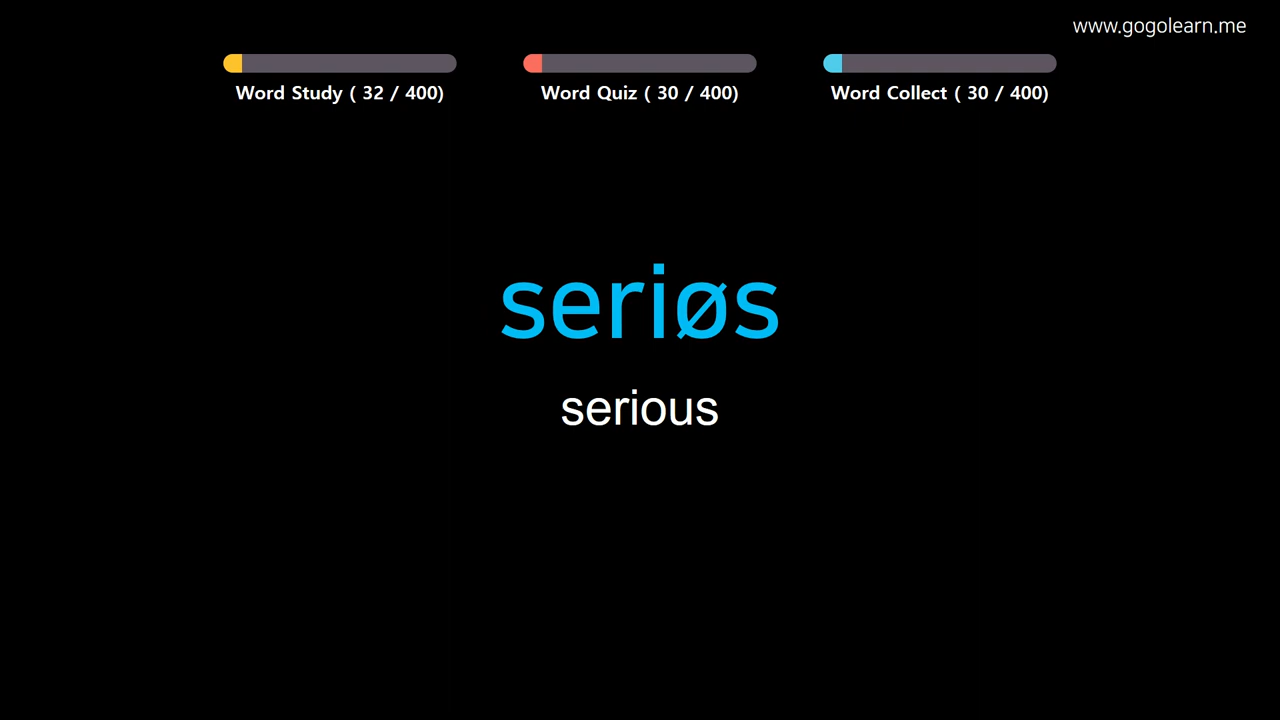 www.gogolearn.me
Word Study ( 32 / 400)
Word Quiz ( 30 / 400)
Word Collect ( 30 / 400)
seriøs
serious